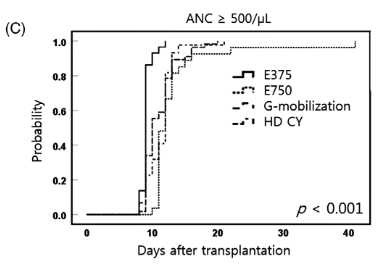 (C)
ANC ≥ 500/μL
Probability
1.0
0.8
0.6
0.4
0.2
0.0
E375
E750
G-mobilization
HD CY
p < 0.001
0 10 20 30 40
Days after transplantation